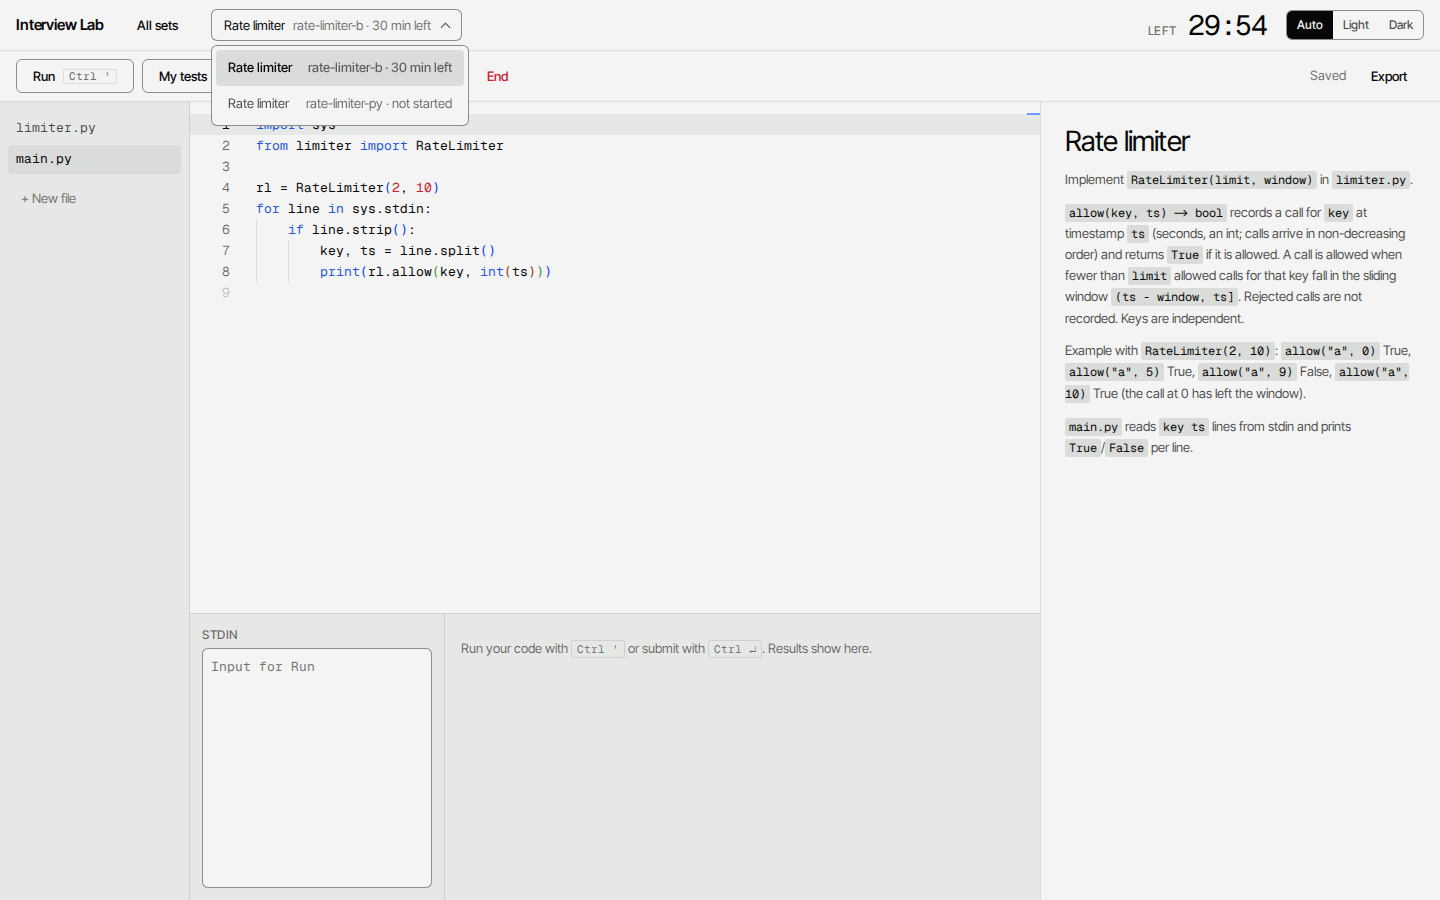 Interview Lab
All sets
Rate limiter rate-limiter-b · 30 min left
LEFT 29:54
Auto Light Dark
Rate limiter rate-limiter-b · 30 min left
Rate limiter rate-limiter-py · not started
Run Ctrl '
My tests
End
Saved
Export
limiter.py
main.py
+ New file
1 import sys
2 from limiter import RateLimiter
3
4 rl = RateLimiter(2, 10)
5 for line in sys.stdin:
6 if line.strip():
7 key, ts = line.split()
8 print(rl.allow(key, int(ts)))
9
STDIN
Input for Run
Run your code with Ctrl ' or submit with Ctrl ↵. Results show here.
Rate limiter
Implement RateLimiter(limit, window) in limiter.py.
allow(key, ts) → bool records a call for key at
timestamp ts (seconds, an int; calls arrive in non-decreasing
order) and returns True if it is allowed. A call is allowed when
fewer than limit allowed calls for that key fall in the sliding
window (ts - window, ts]. Rejected calls are not
recorded. Keys are independent.
Example with RateLimiter(2, 10): allow("a", 0) True,
allow("a", 5) True, allow("a", 9) False, allow("a",
10) True (the call at 0 has left the window).
main.py reads key ts lines from stdin and prints
True/False per line.